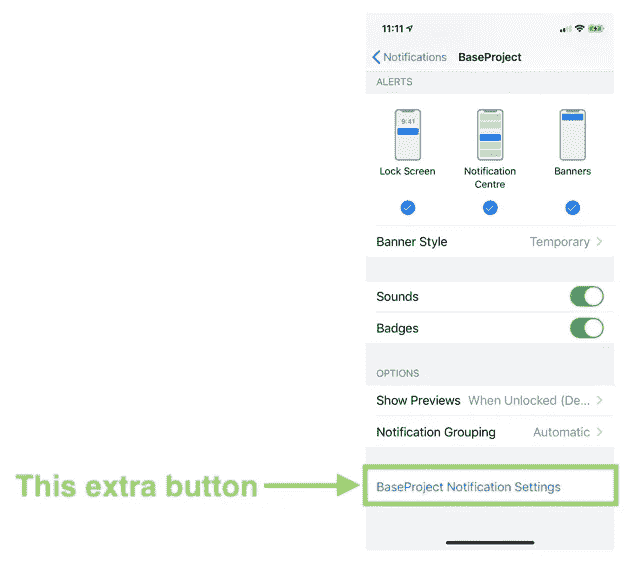 11:11
Notifications BaseProject
ALERTS
9:41
Lock Screen
Notification
Centre
Banners
Banner Style Temporary
Sounds
Badges
OPTIONS
Show Previews When Unlocked (De...
Notification Grouping Automatic
This extra button
BaseProject Notification Settings